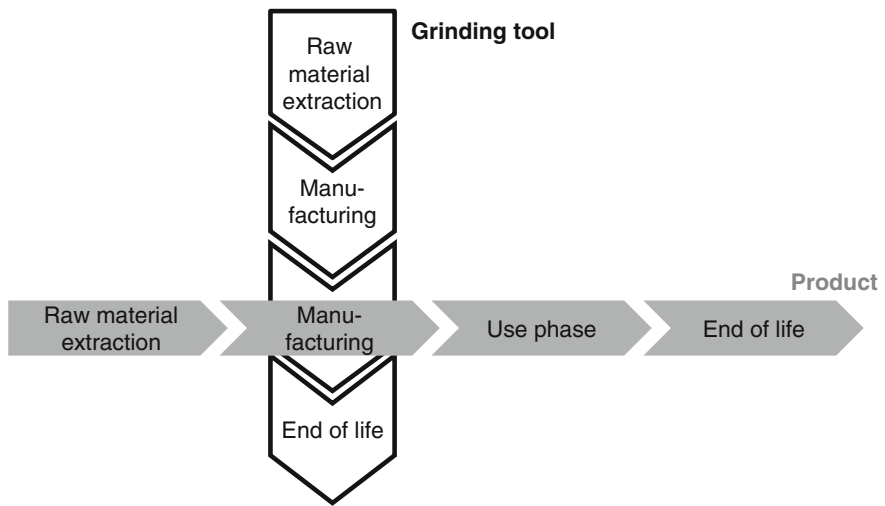 Grinding tool
Raw
material
extraction
Manu-
facturing
Product
Raw material
extraction
Manu-
facturing
Use phase
End of life
End of life